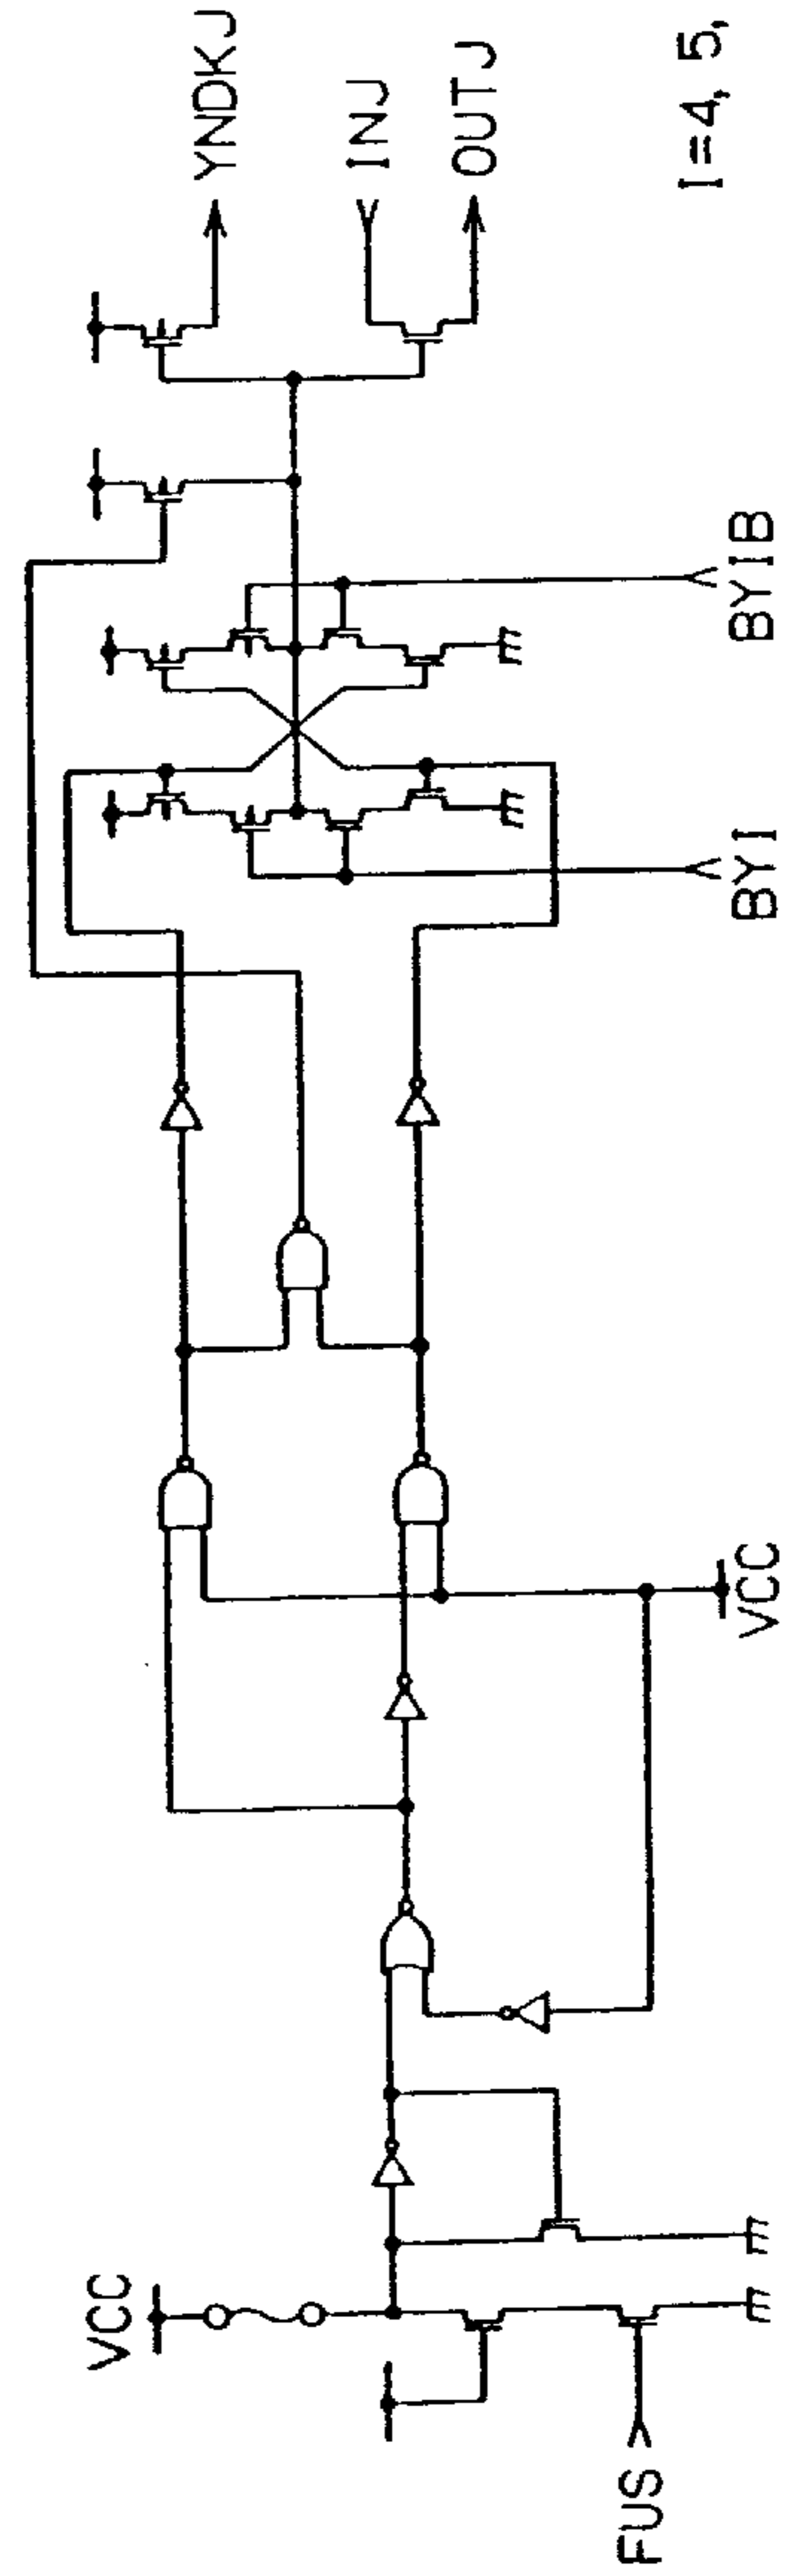 FUS
VCC
VCC
BYI
BYIB
YNDKJ
INJ
OUTJ
I=4, 5,